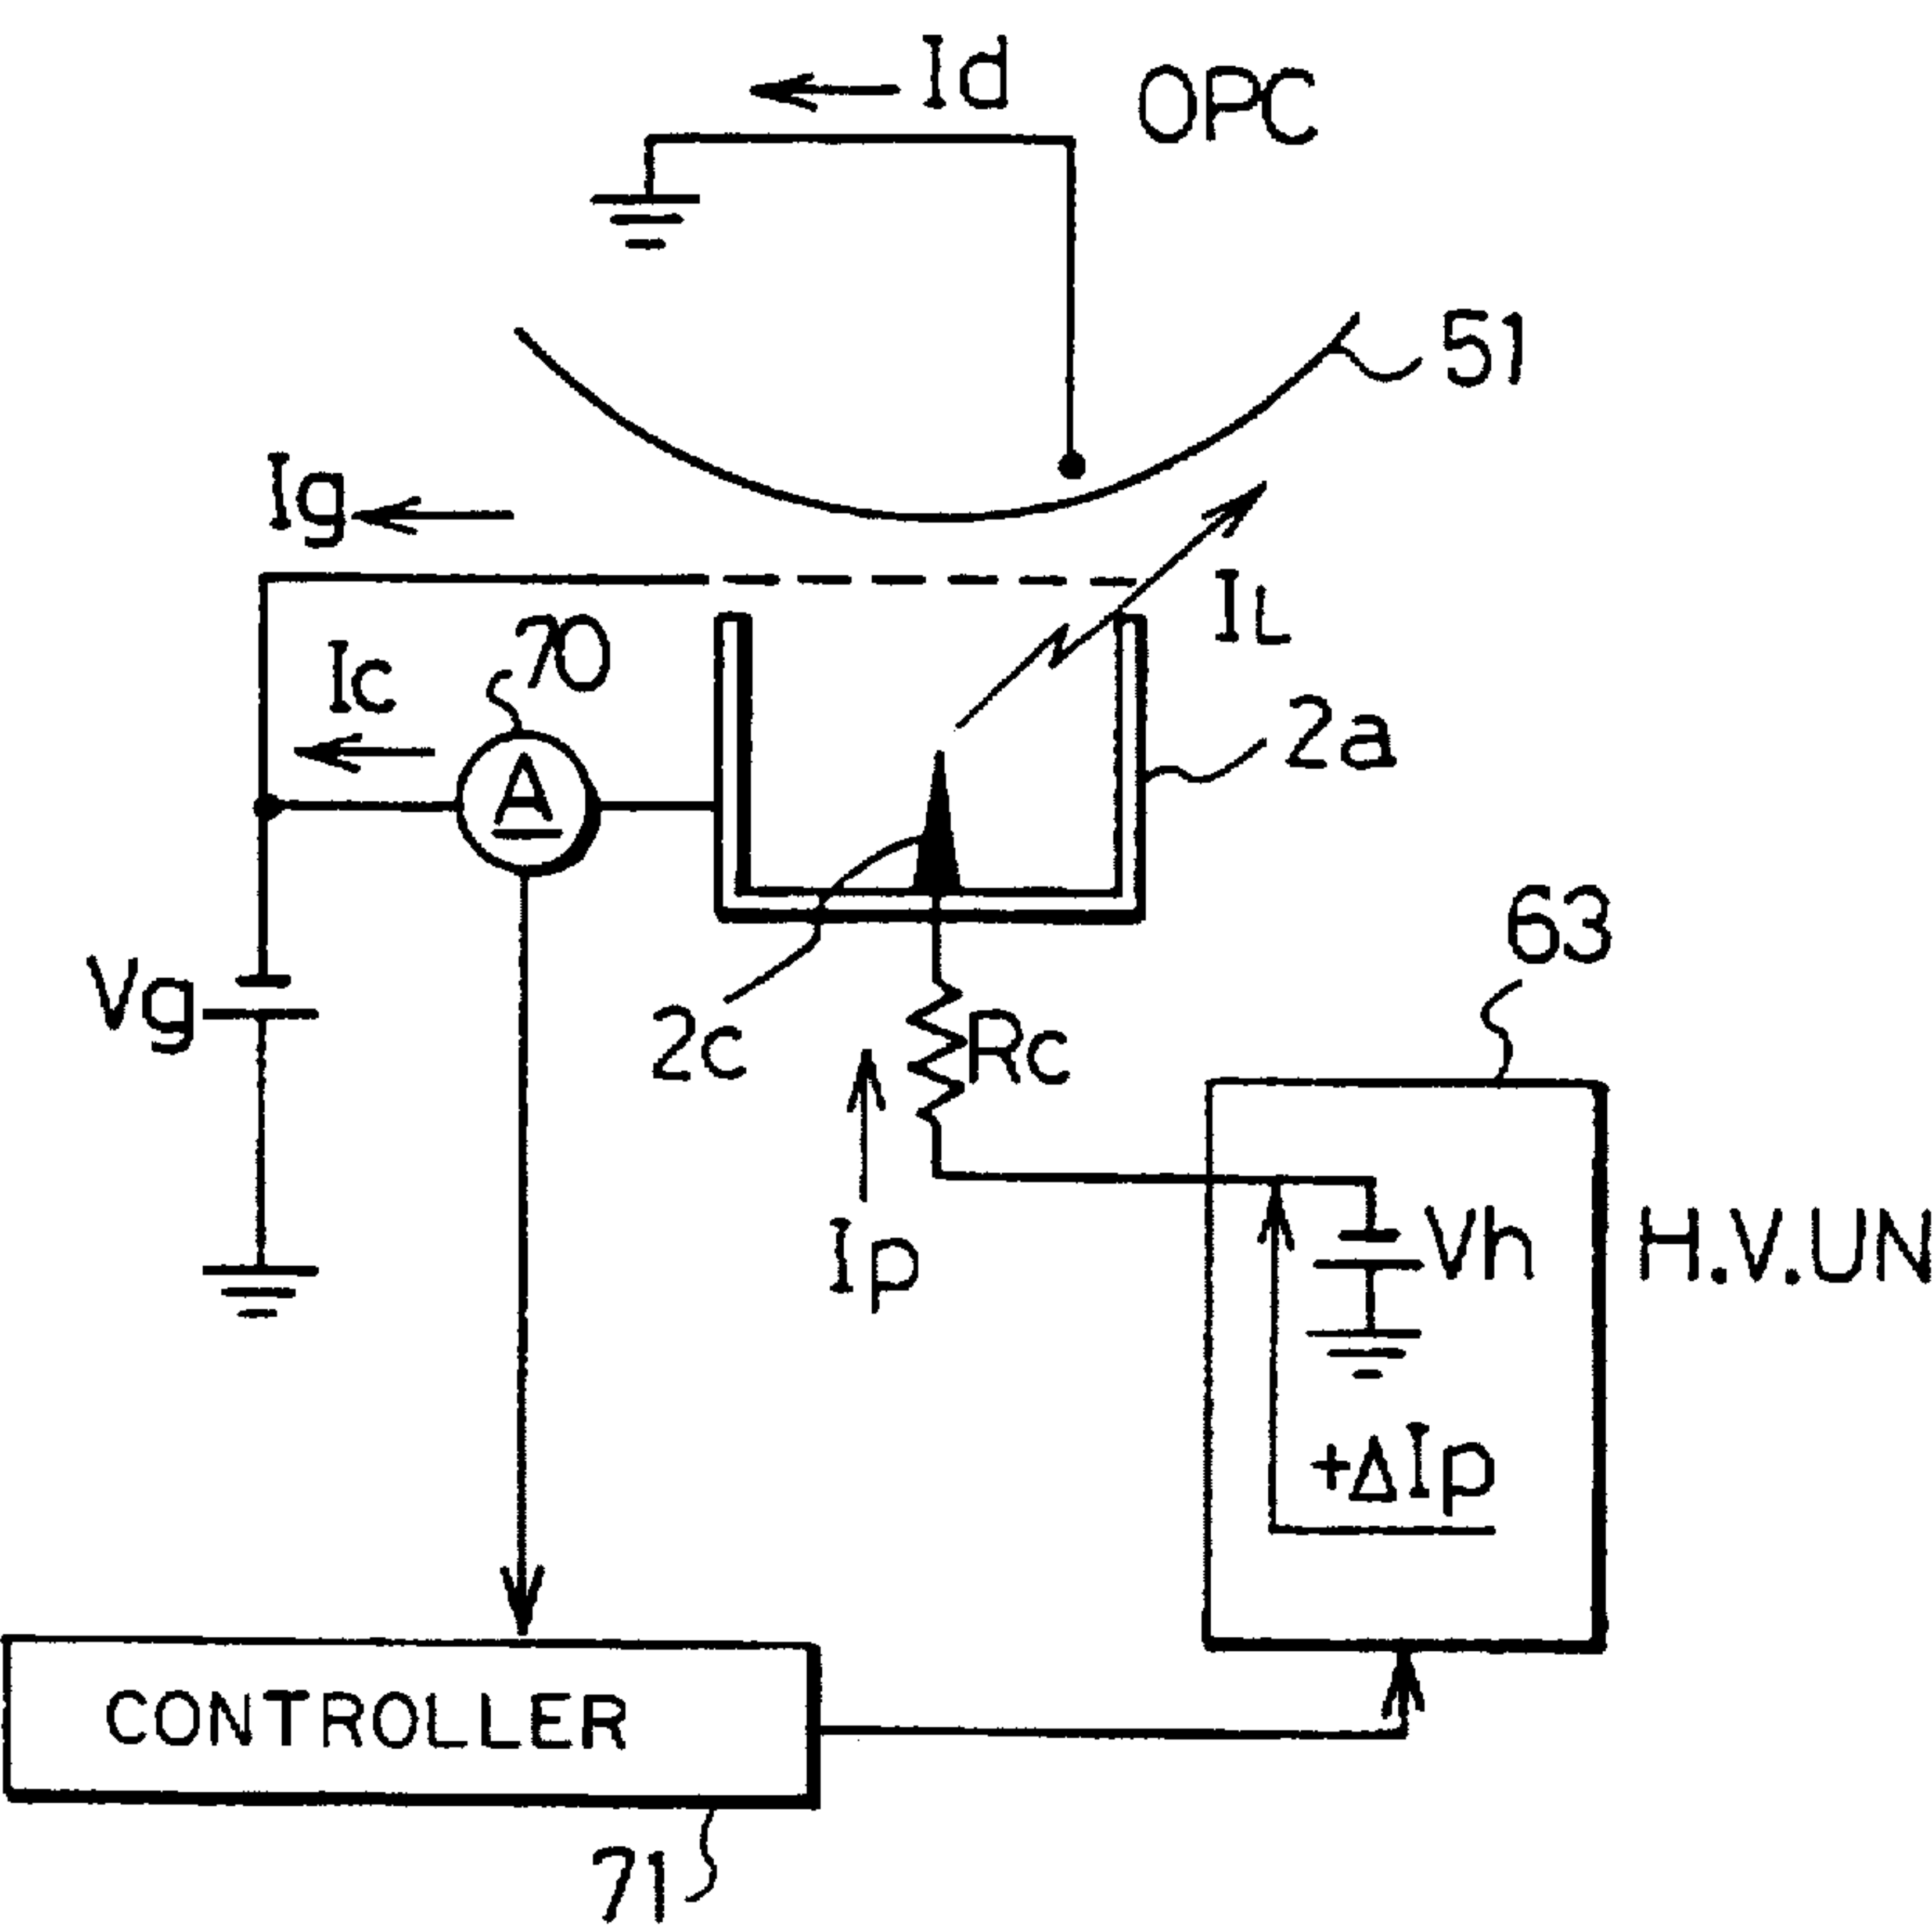 Id
OPC
51
Ig
IL
70
Ic
2a
A
63
Vg
2c
Rc
Ip
Vh
H.V.UN
+ΔIp
CONTROLLER
71